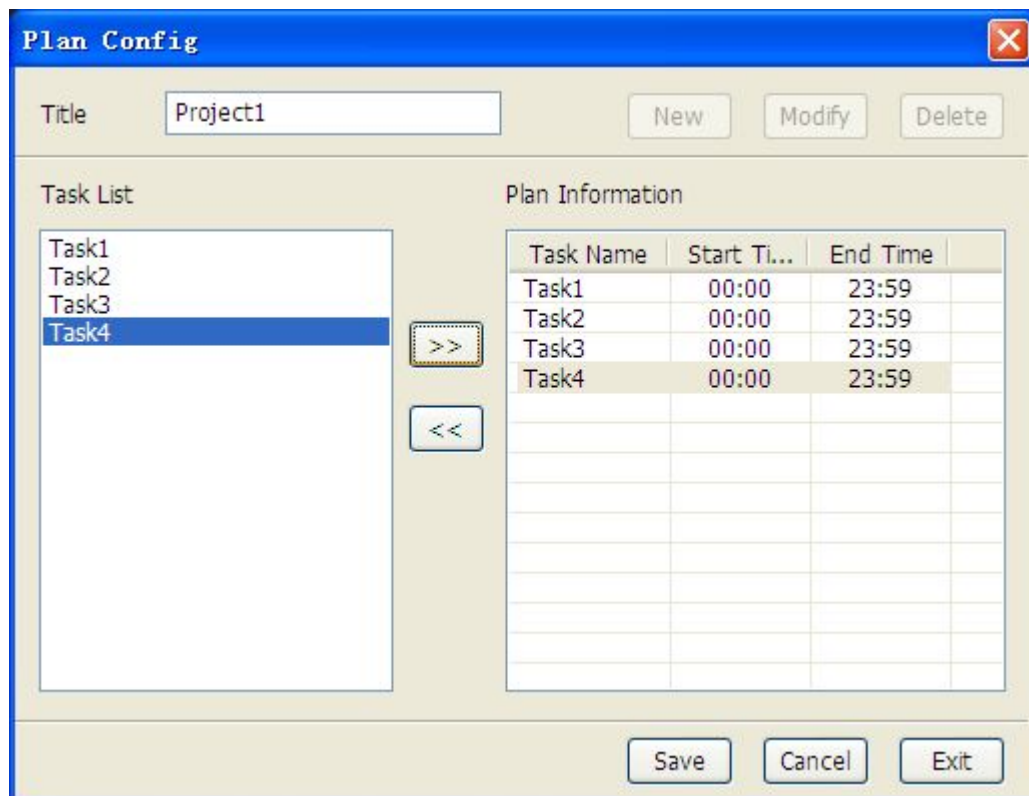 Plan Config
Title Project1 New Modify Delete
Task List
Task1
Task2
Task3
Task4
>>
<<
Plan Information
Task Name Start Ti... End Time
Task1 00:00 23:59
Task2 00:00 23:59
Task3 00:00 23:59
Task4 00:00 23:59
Save Cancel Exit